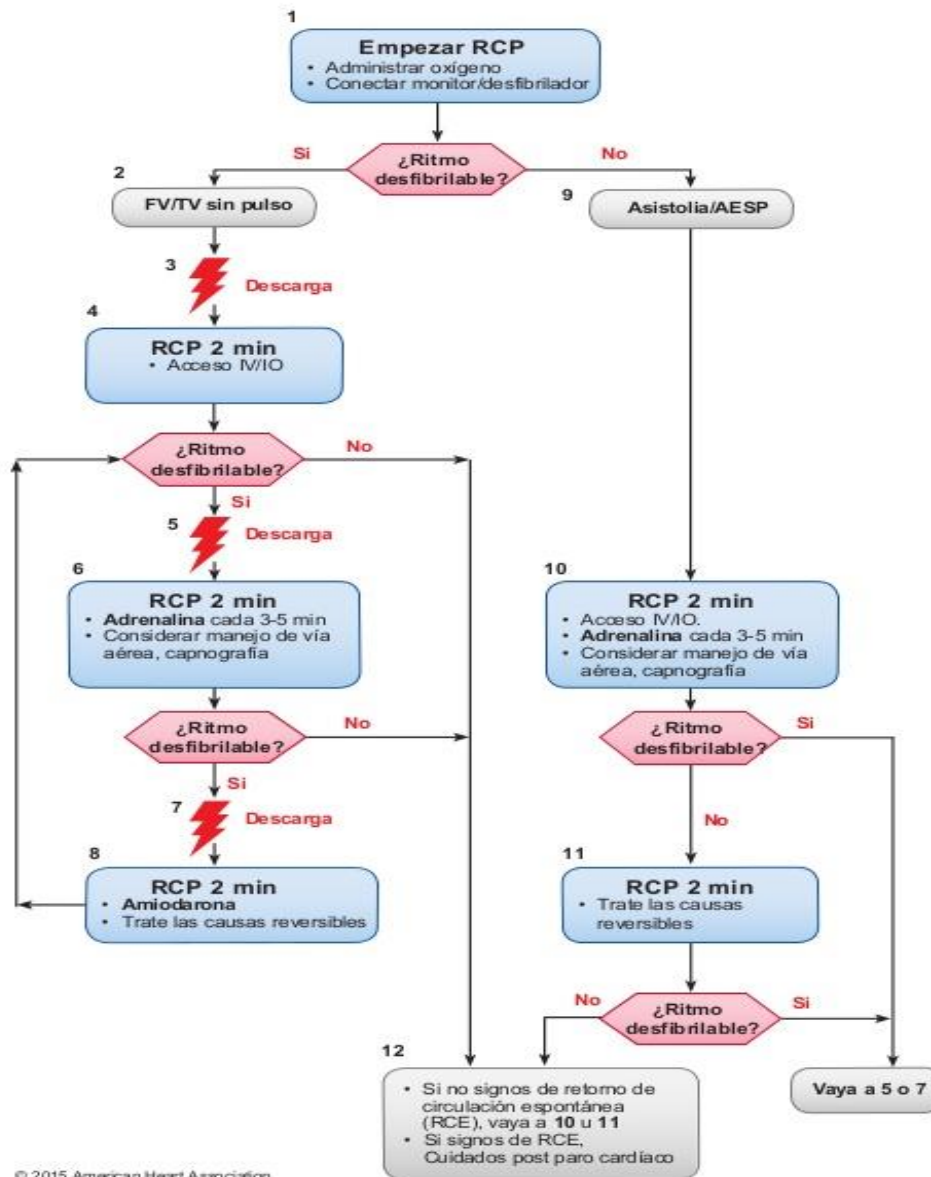 1
Empezar RCP
• Administrar oxígeno
• Conectar monitor/desfibrilador
Si
¿Ritmo
desfibrilable?
No
2
FV/TV sin pulso
9
Asistolia/AESP
3
Descarga
4
RCP 2 min
• Acceso IV/IO
¿Ritmo
desfibrilable?
No
Si
5
Descarga
6
RCP 2 min
• Adrenalina cada 3-5 min
• Considerar manejo de vía
aérea, capnografía
10
RCP 2 min
• Acceso IV/IO.
• Adrenalina cada 3-5 min
• Considerar manejo de vía
aérea, capnografía
¿Ritmo
desfibrilable?
No
Si
¿Ritmo
desfibrilable?
Si
No
7
Descarga
8
RCP 2 min
• Amiodarona
• Trate las causas reversibles
11
RCP 2 min
• Trate las causas
reversibles
No
¿Ritmo
desfibrilable?
Si
12
• Si no signos de retorno de
circulación espontánea
(RCE), vaya a 10 u 11
• Si signos de RCE,
Cuidados post paro cardíaco
Vaya a 5 o 7
© 2015 American Heart Association